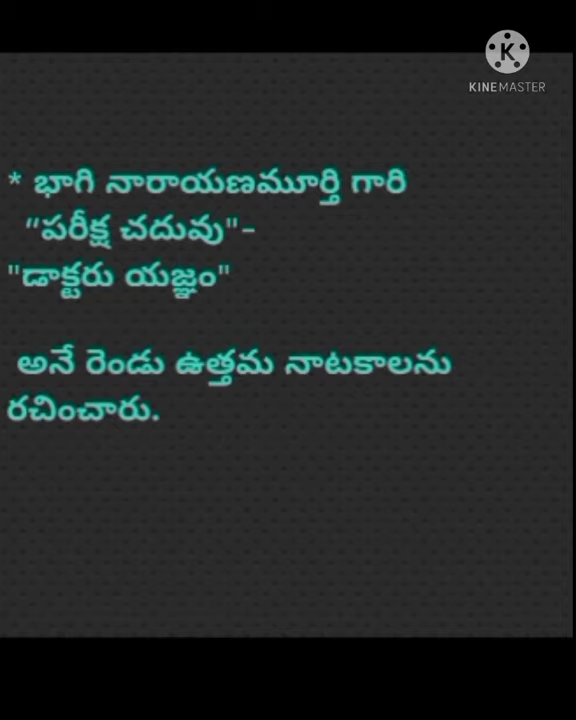 KINEMASTER
* భాగి నారాయణమూర్తి గారి
“పరీక్ష చదువు"-
"డాక్టరు యజ్ఞం"
అనే రెండు ఉత్తమ నాటకాలను
రచించారు.